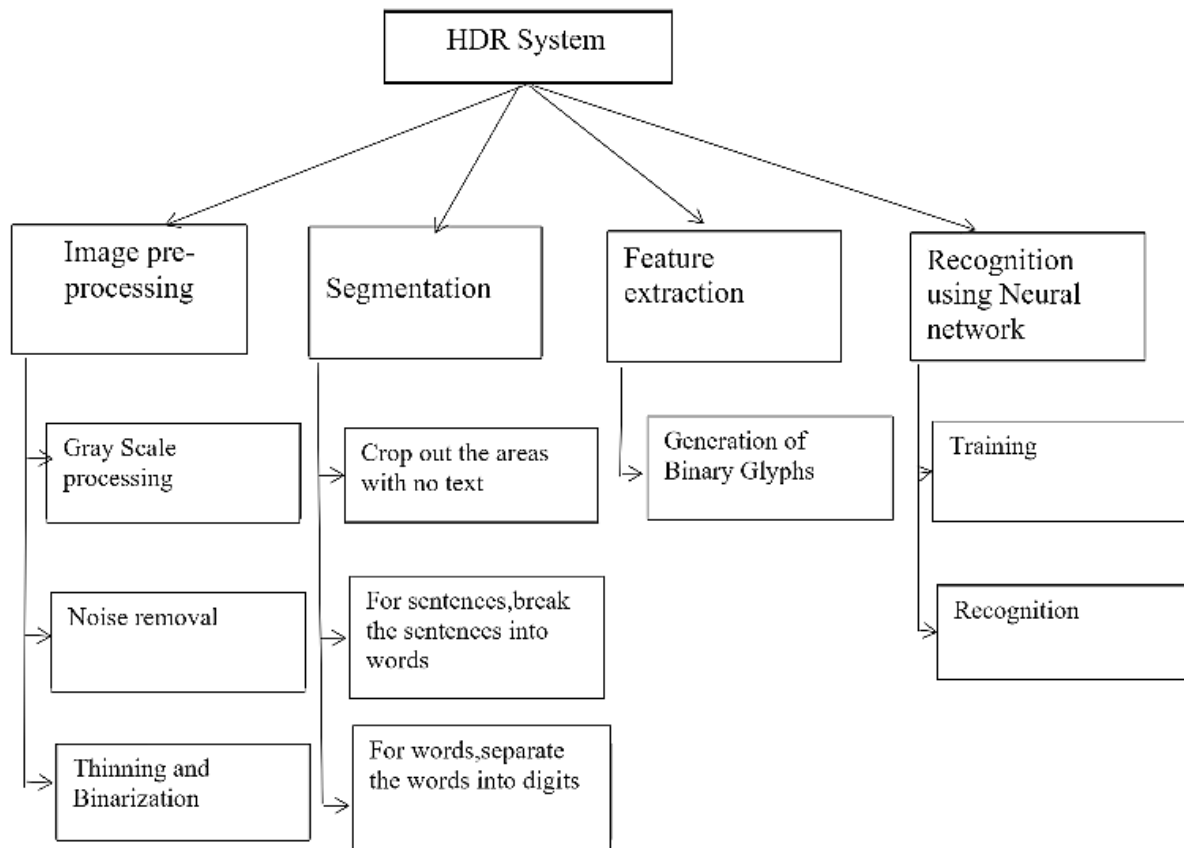 HDR System
Image pre-
processing
Segmentation
Feature
extraction
Recognition
using Neural
network
Gray Scale
processing
Crop out the areas
with no text
Generation of
Binary Glyphs
Training
Noise removal
For sentences,break
the sentences into
words
Recognition
Thinning and
Binarization
For words,separate
the words into digits